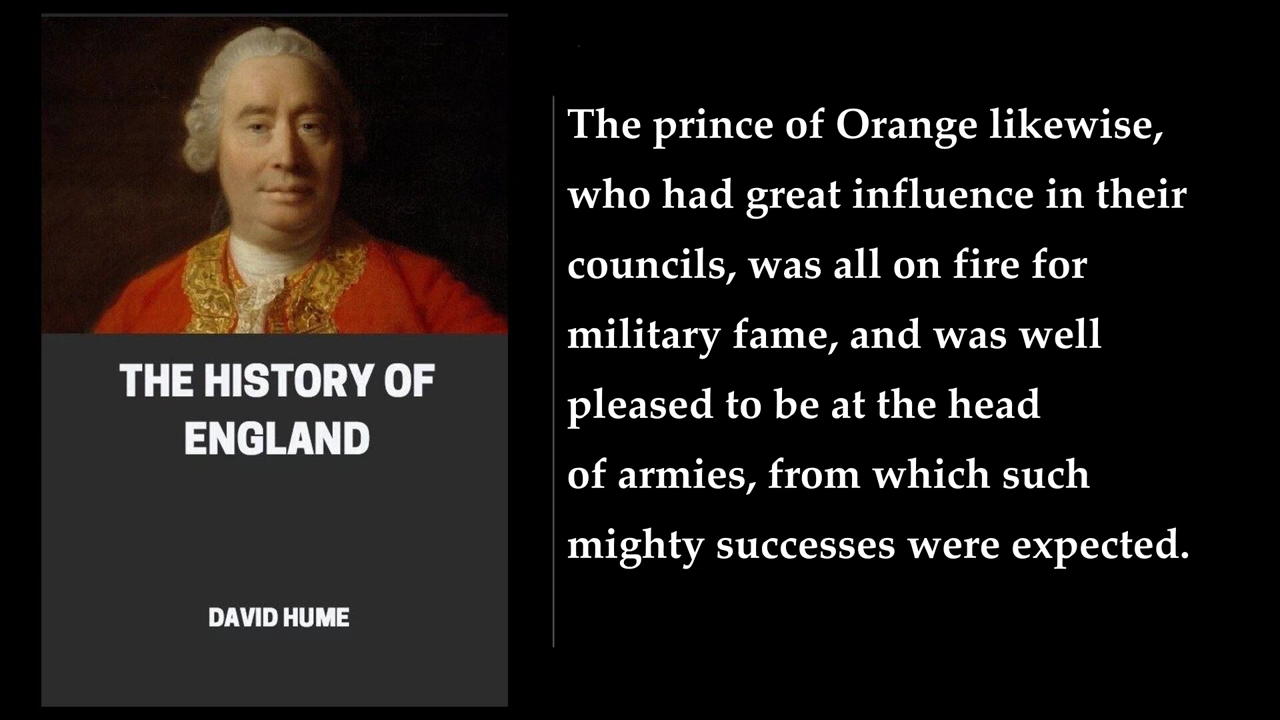 THE HISTORY OF
ENGLAND
DAVID HUME
The prince of Orange likewise,
who had great influence in their
councils, was all on fire for
military fame, and was well
pleased to be at the head
of armies, from which such
mighty successes were expected.